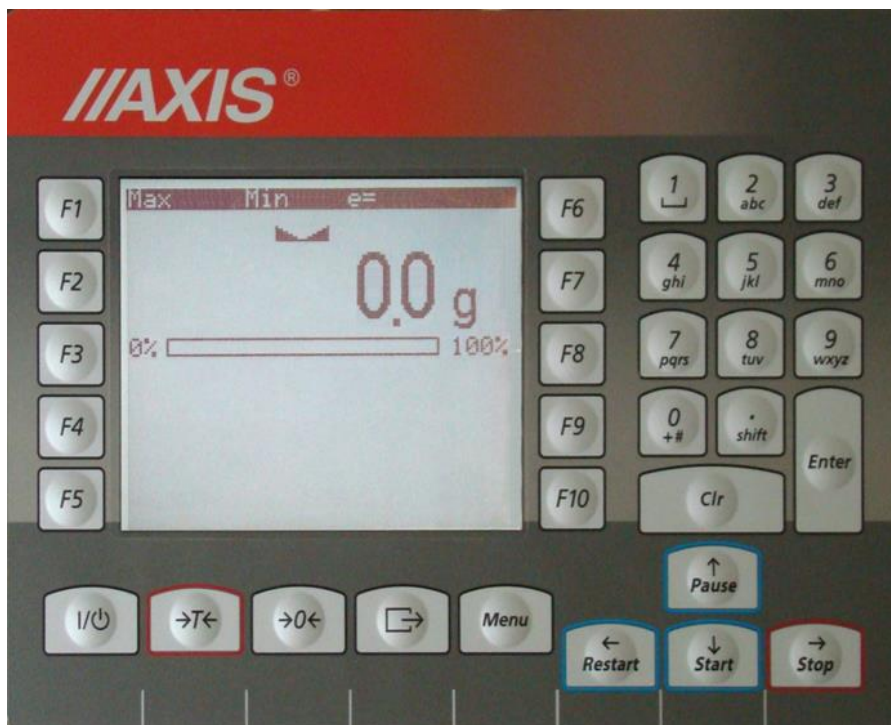 //AXIS®
Max Min e=
0.0 g
0% 100%
F1
F2
F3
F4
F5
F6
F7
F8
F9
F10
1
2 abc
3 def
4 ghi
5 jkl
6 mno
7 pqrs
8 tuv
9 wxyz
0 +#
. shift
Enter
Clr
I/⏻
→T←
→0←
Menu
↑ Pause
← Restart
↓ Start
→ Stop